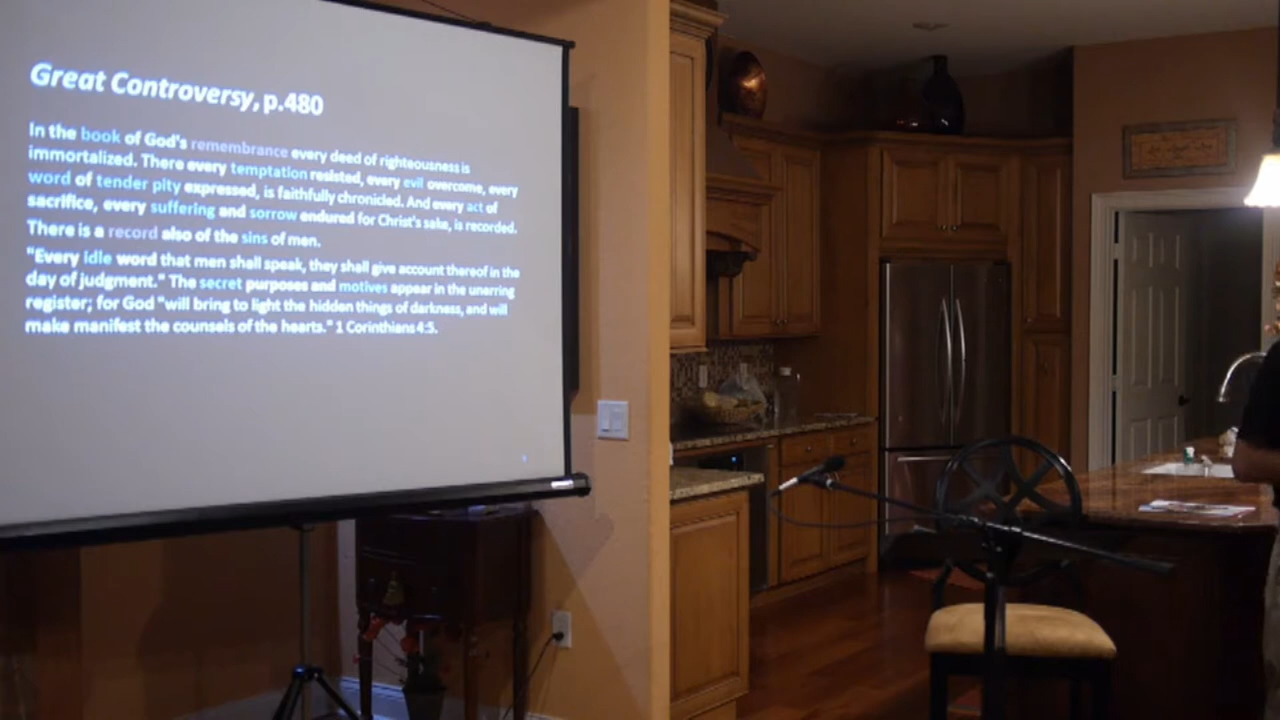 Great Controversy, p.480
In the book of God's remembrance every deed of righteousness is
immortalized. There every temptation resisted, every evil overcome, every
word of tender pity expressed, is faithfully chronicled. And every act of
sacrifice, every suffering and sorrow endured for Christ's sake, is recorded.
There is a record also of the sins of men.
"Every idle word that men shall speak, they shall give account thereof in the
day of judgment." The secret purposes and motives appear in the unerring
register; for God "will bring to light the hidden things of darkness, and will
make manifest the counsels of the hearts." 1 Corinthians 4:5.